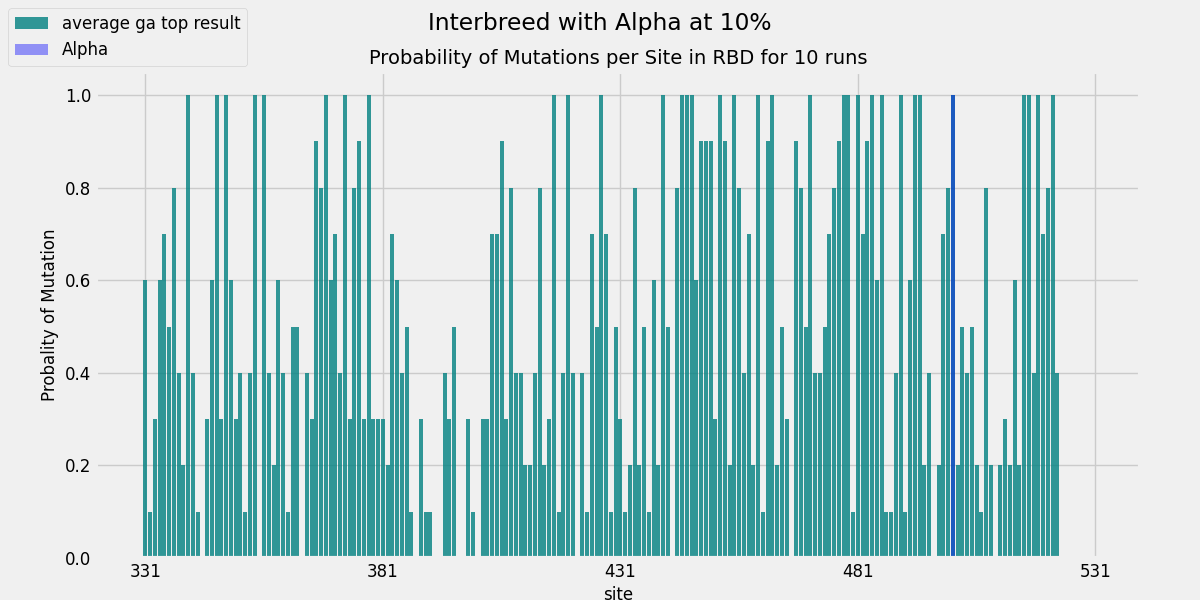 average ga top result
Alpha
Interbreed with Alpha at 10%
Probability of Mutations per Site in RBD for 10 runs
Probality of Mutation
1.0
0.8
0.6
0.4
0.2
0.0
331 381 431 481 531
site